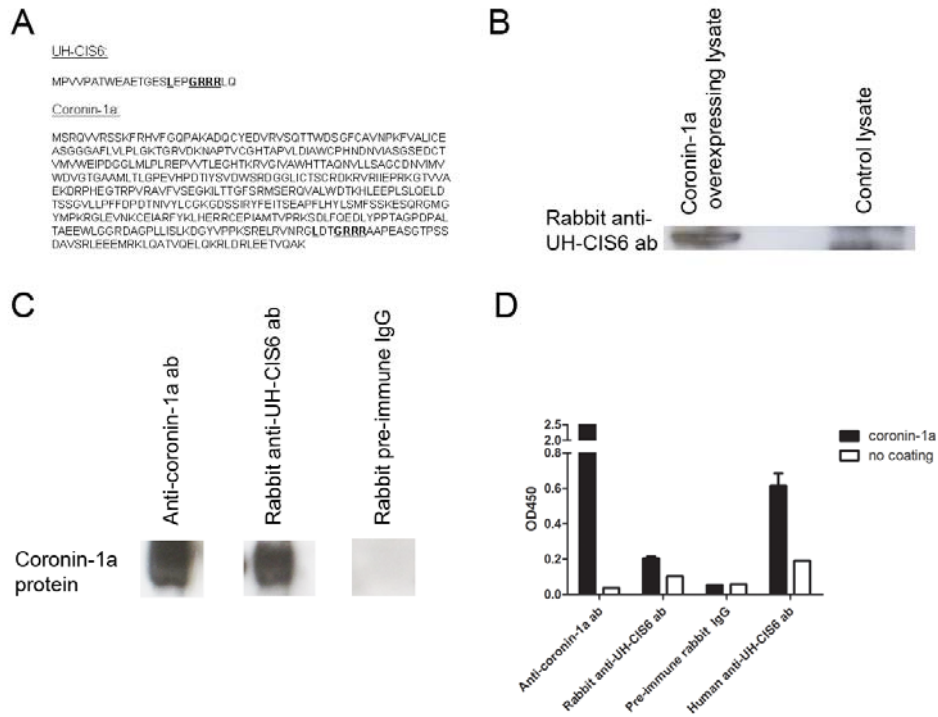 A
UH-CIS6:
MPVVPATWEAETGESLEPGRRRLQ
Coronin-1a:
MSRQVVRSSKFRHVFGQPAKADQCYEDVRVSQTTWDSGFCAVNPKFVALICE
ASGGGAFLVLPLGKTGRVDKNAPTVCGHTAPVLDIAWCPHNDNVIASGSEDCT
VMVWEIPDGGLMLPLREPVVTLEGHTKRVGIVAWHTTAQNVLLSAGCDNVIMV
WDVGTGAAMLTLGPEVHPDTIYSVDWSRDGGLICTSCRDKRVRIIEPRKGTVVA
EKDRPHEGTRPVRAVFVSEGKILTTGFSRMSERQVALWDTKHLEEPLSLQELD
TSSGVLLPFFDPDTNIVYLCGKGDSSIRYFEITSEAPFLHYLSMFSSKESQRGMG
YMPKRGLEVNKCEIARFYKLHERRCEPIAMTVPRKSDLFQEDLYPPTAGPDPAL
TAEEWLGGRDAGPLLISLKDGYVPPKSRELRVNRGLDTGRRRAAPEASGTPSS
DAVSRLEEEMRKLQATVQELQKRLDRLEETVQAK
B
Coronin-1a
overexpressing lysate
Control lysate
Rabbit anti-
UH-CIS6 ab
C
Anti-coronin-1a ab
Rabbit anti-UH-CIS6 ab
Rabbit pre-immune IgG
Coronin-1a
protein
D
2.5
2.0
0.8
0.6
0.4
0.2
0.0
OD450
coronin-1a
no coating
Anti-coronin-1a ab
Rabbit anti-UH-CIS6 ab
Pre-immune rabbit IgG
Human anti-UH-CIS6 ab